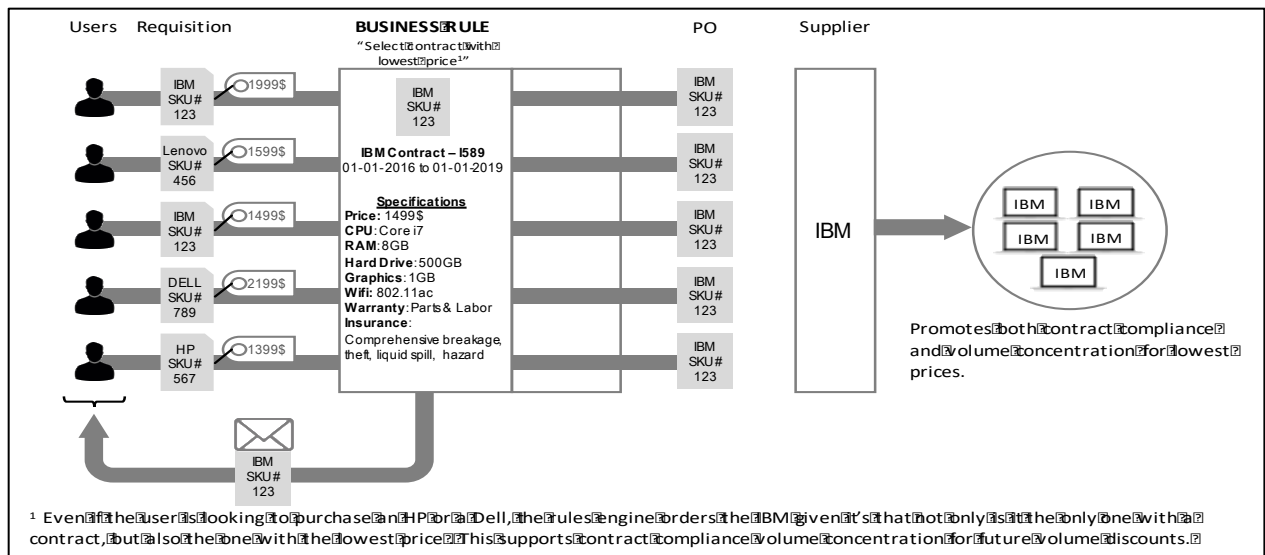 Users Requisition BUSINESS RULE PO Supplier
“Select contract with
lowest price¹”
IBM
SKU#
123
1999$
Lenovo
SKU#
456
1599$
IBM
SKU#
123
1499$
DELL
SKU#
789
2199$
HP
SKU#
567
1399$
IBM
SKU#
123
IBM Contract – I589
01-01-2016 to 01-01-2019
Specifications
Price: 1499$
CPU: Core i7
RAM: 8GB
Hard Drive: 500GB
Graphics: 1GB
Wifi: 802.11ac
Warranty: Parts & Labor
Insurance:
Comprehensive breakage,
theft, liquid spill, hazard
IBM
SKU#
123
IBM
SKU#
123
IBM
SKU#
123
IBM
SKU#
123
IBM
SKU#
123
IBM
IBM IBM
IBM IBM
IBM
Promotes both contract compliance
and volume concentration for lowest
prices.
IBM
SKU#
123
¹ Even if the user is looking to purchase an HP or a Dell, the rules engine orders the IBM given it’s that not only is it the only one with a
contract, but also the one with the lowest price. This supports contract compliance volume concentration for future volume discounts.